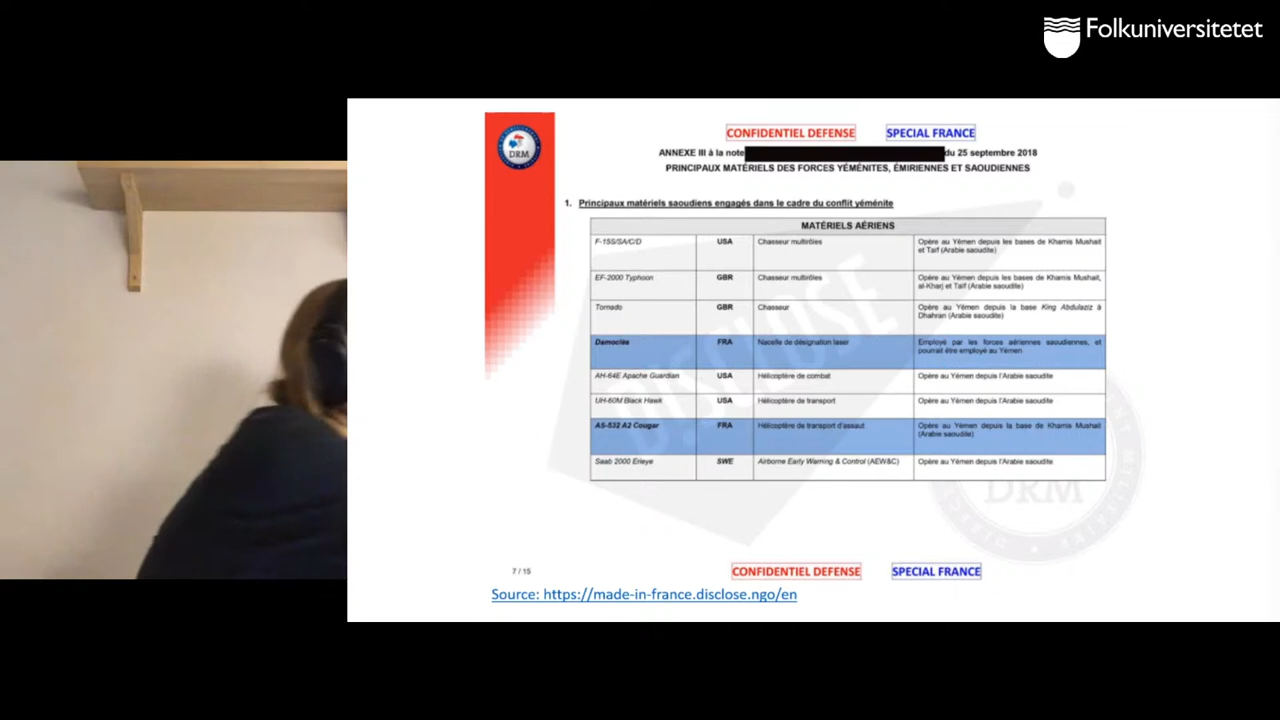 Folkuniversitetet
CONFIDENTIEL DEFENSE SPECIAL FRANCE
DRM
ANNEXE III à la note du 25 septembre 2018
PRINCIPAUX MATÉRIELS DES FORCES YÉMÉNITES, ÉMIRIENNES ET SAOUDIENNES
1. Principaux matériels saoudiens engagés dans le cadre du conflit yéménite
MATÉRIELS AÉRIENS
F-15S/SA/C/D USA Chasseur multirôles Opère au Yémen depuis les bases de Khamis Mushait
et Taif (Arabie saoudite)
EF-2000 Typhoon GBR Chasseur multirôles Opère au Yémen depuis les bases de Khamis Mushait,
al-Kharj et Taif (Arabie saoudite)
Tornado GBR Chasseur Opère au Yémen depuis la base King Abdulaziz à
Dhahran (Arabie saoudite)
Damoclès FRA Nacelle de désignation laser Employé par les forces aériennes saoudiennes, et
pourrait être employé au Yémen
AH-64E Apache Guardian USA Hélicoptère de combat Opère au Yémen depuis l'Arabie saoudite
UH-60M Black Hawk USA Hélicoptère de transport Opère au Yémen depuis l'Arabie saoudite
AS-532 A2 Cougar FRA Hélicoptère de transport d'assaut Opère au Yémen depuis la base de Khamis Mushait
(Arabie saoudite)
Saab 2000 Erieye SWE Airborne Early Warning & Control (AEW&C) Opère au Yémen depuis l'Arabie saoudite
DISCLOSE
DRM
7 / 15
CONFIDENTIEL DEFENSE SPECIAL FRANCE
Source: https://made-in-france.disclose.ngo/en